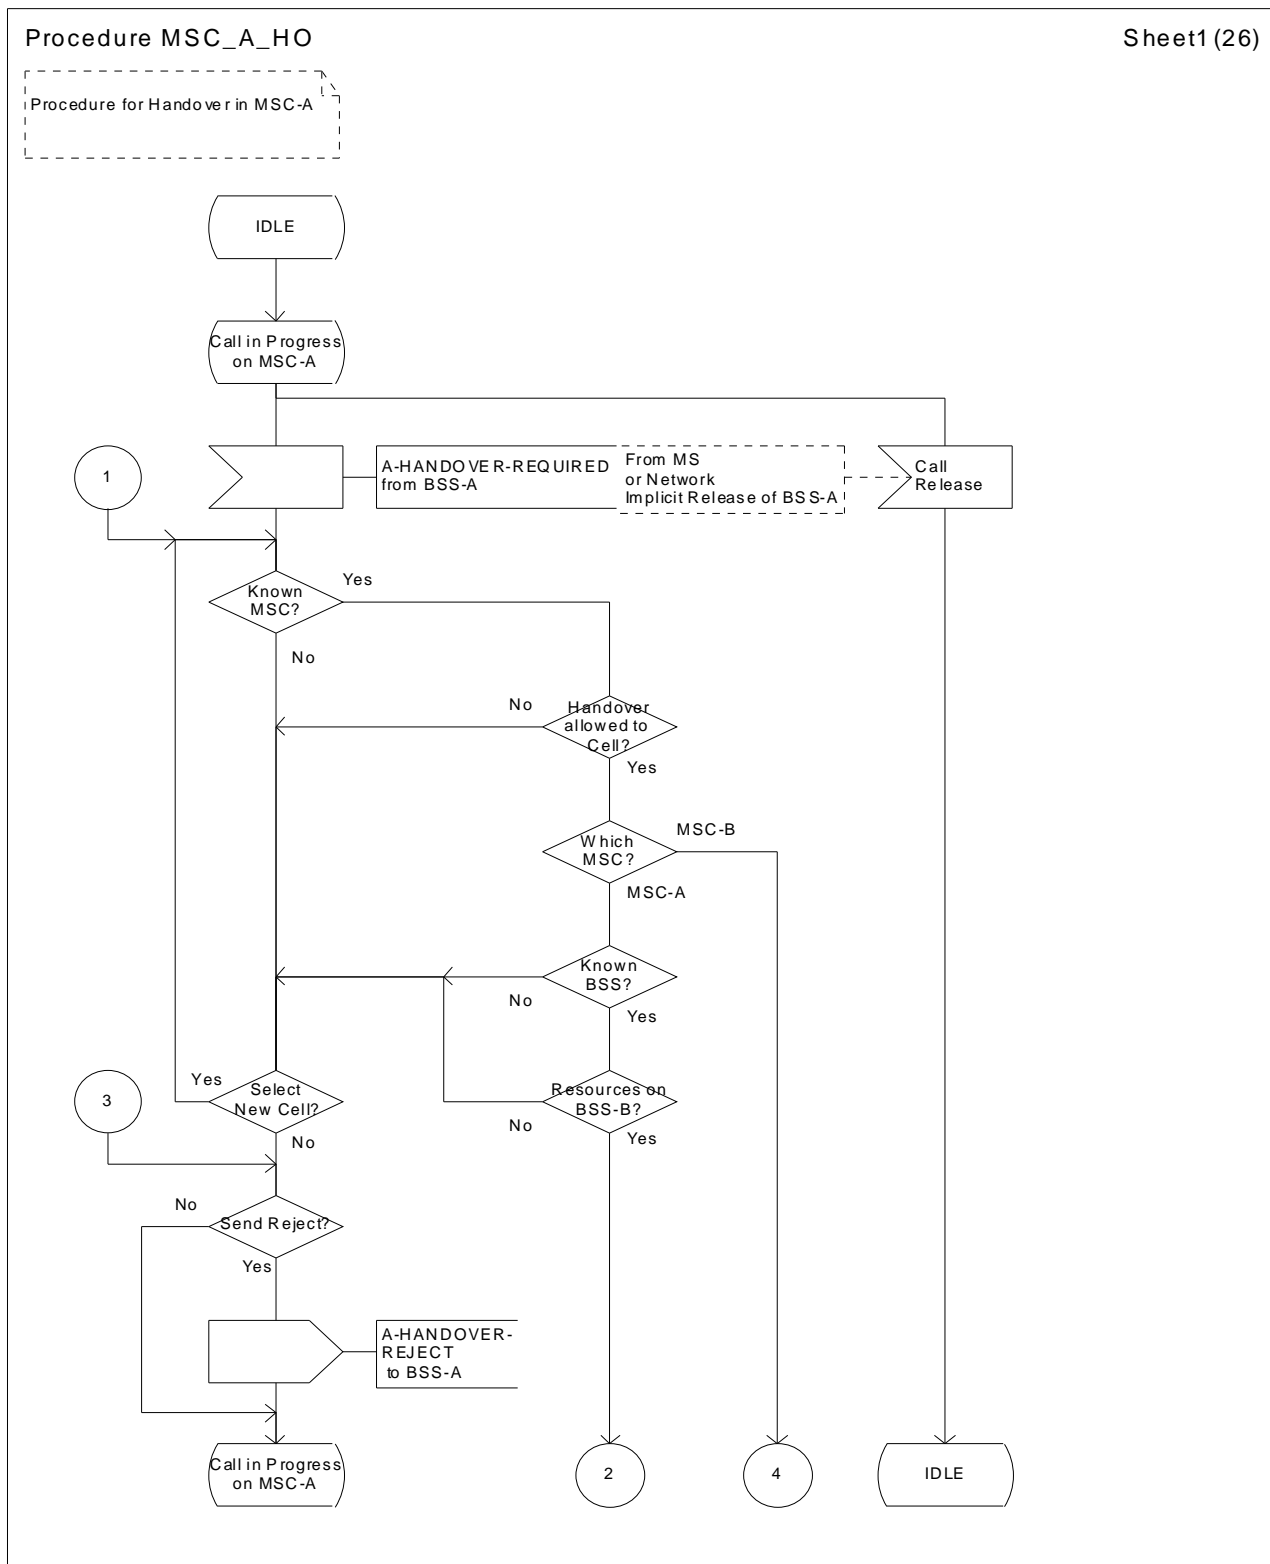 Procedure MSC_A_HO
Sheet1(26)
Procedure for Handover in MSC-A
IDLE
Call in Progress
on MSC-A
1
A-HANDOVER-REQUIRED
from BSS-A
From MS
or Network
Implicit Release of BSS-A
Call
Release
Known
MSC?
Yes
No
No
Handover
allowed to
Cell?
Yes
Which
MSC?
MSC-B
MSC-A
Known
BSS?
No
Yes
3
Yes
Select
New Cell?
No
Resources on
BSS-B?
No
Yes
No
Send Reject?
Yes
A-HANDOVER-
REJECT
to BSS-A
Call in Progress
on MSC-A
2
4
IDLE